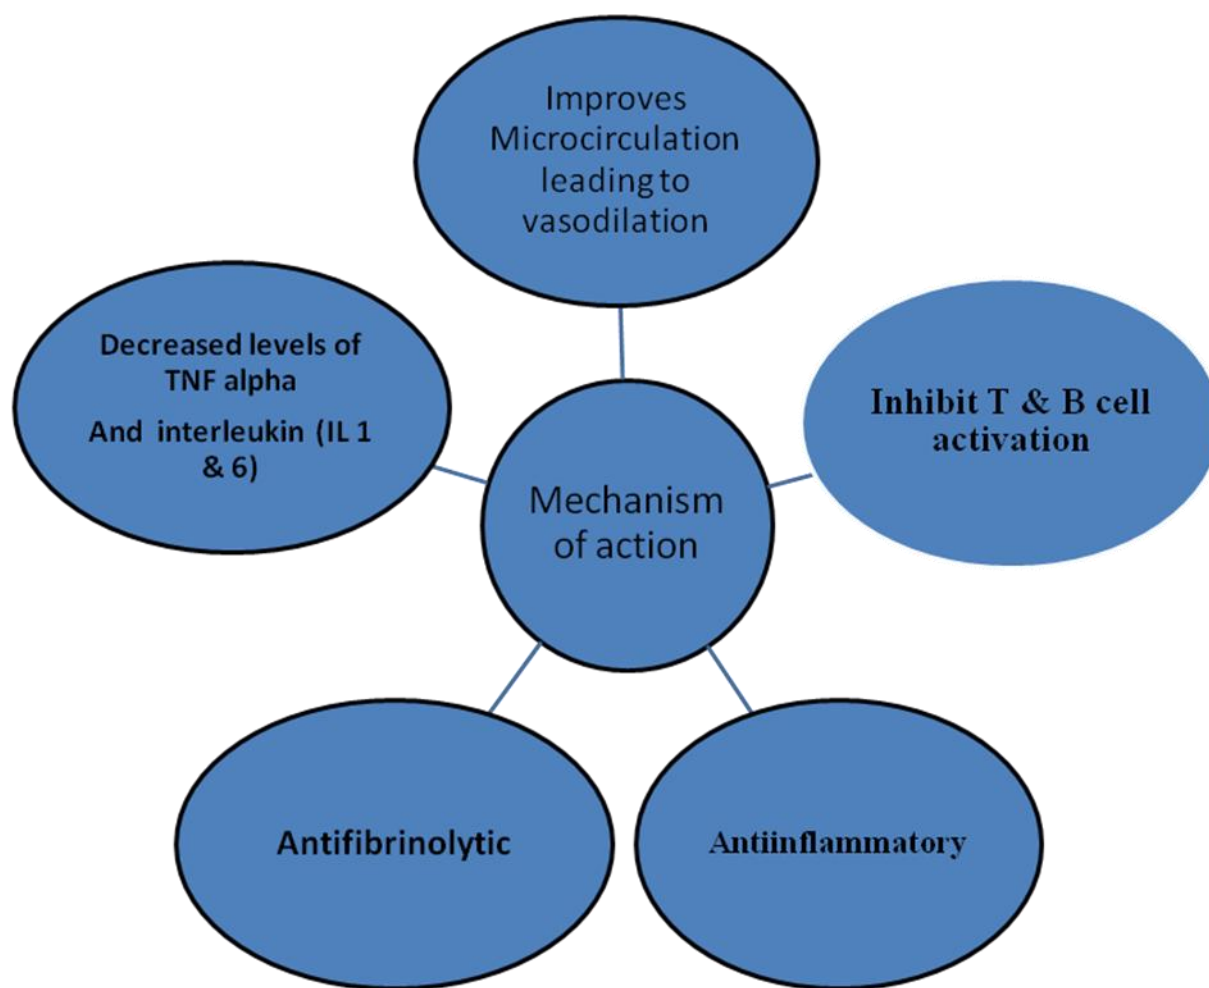 Improves
Microcirculation
leading to
vasodilation
Decreased levels of
TNF alpha
And interleukin (IL 1
& 6)
Inhibit T & B cell
activation
Mechanism
of action
Antifibrinolytic
Antiinflammatory